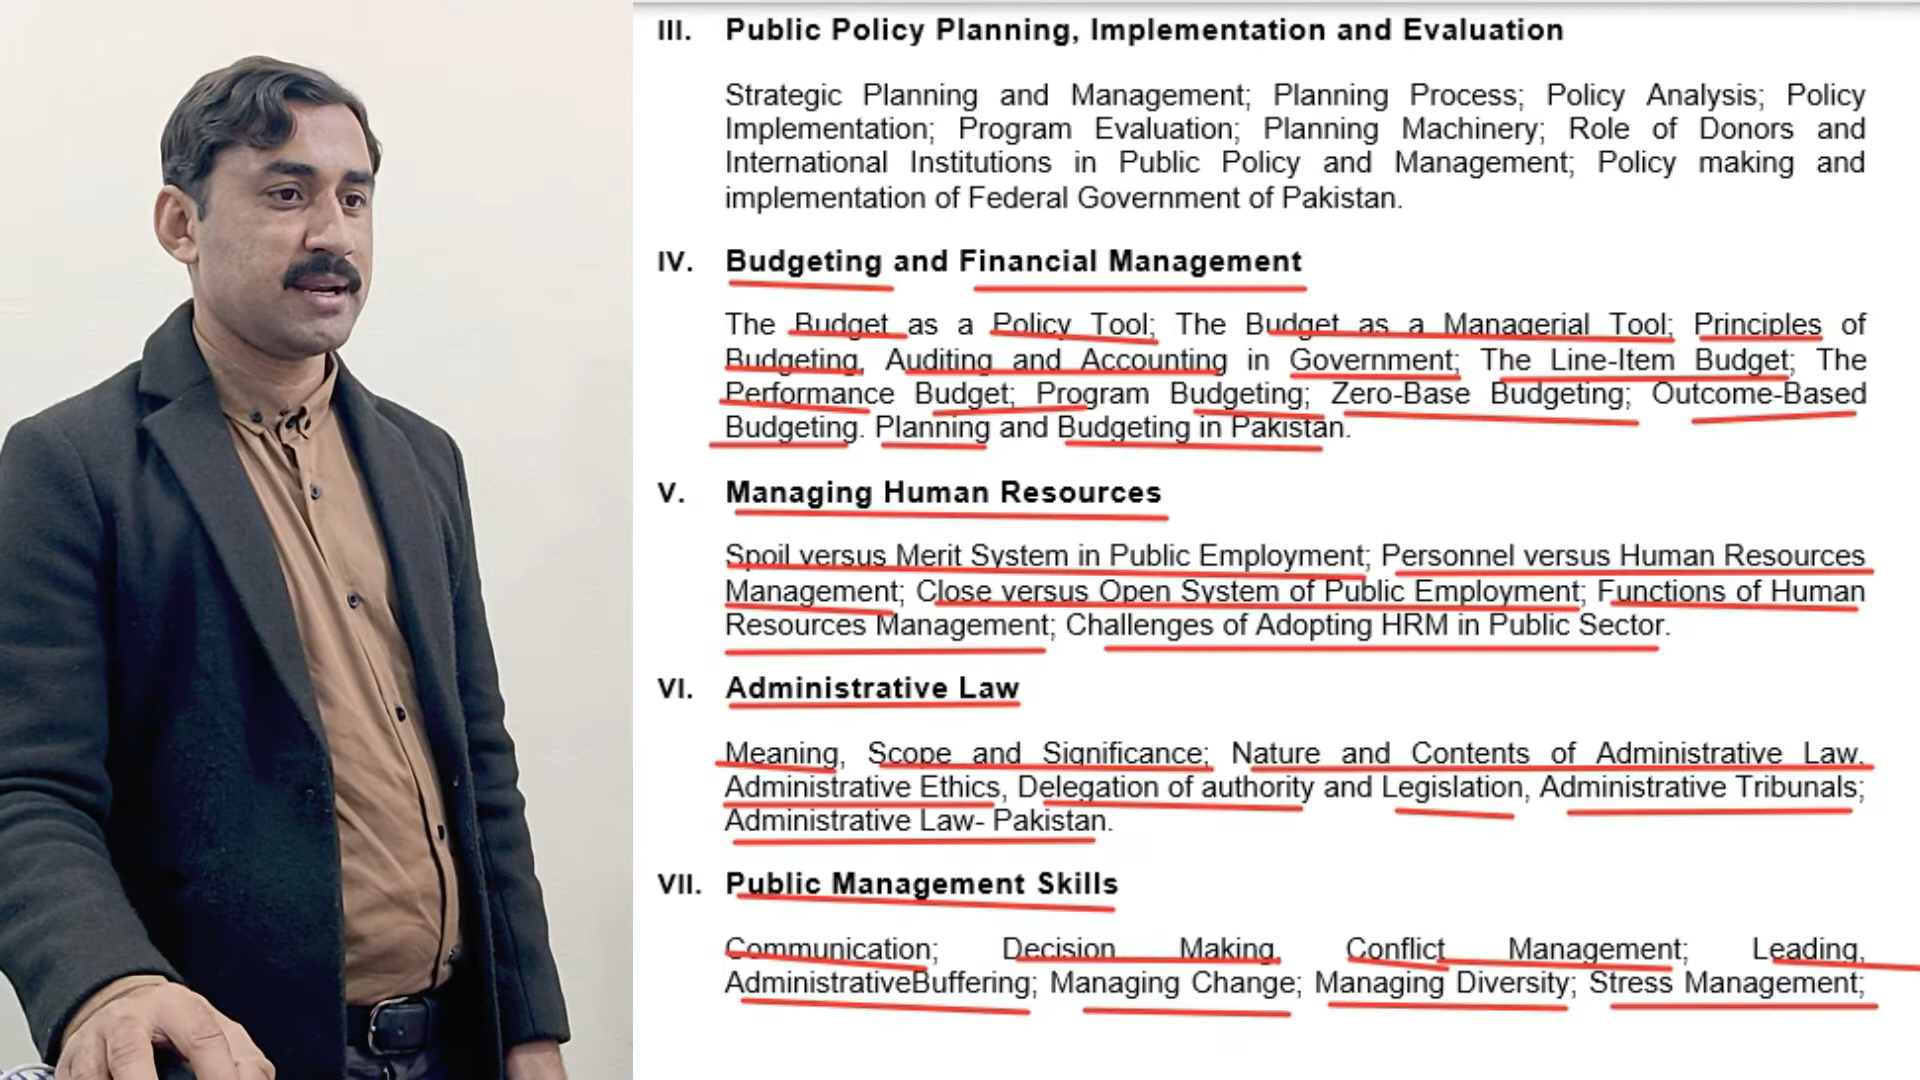 III. Public Policy Planning, Implementation and Evaluation
Strategic Planning and Management; Planning Process; Policy Analysis; Policy
Implementation; Program Evaluation; Planning Machinery; Role of Donors and
International Institutions in Public Policy and Management; Policy making and
implementation of Federal Government of Pakistan.
IV. Budgeting and Financial Management
The Budget as a Policy Tool; The Budget as a Managerial Tool; Principles of
Budgeting, Auditing and Accounting in Government; The Line-Item Budget; The
Performance Budget; Program Budgeting; Zero-Base Budgeting; Outcome-Based
Budgeting. Planning and Budgeting in Pakistan.
V. Managing Human Resources
Spoil versus Merit System in Public Employment; Personnel versus Human Resources
Management; Close versus Open System of Public Employment; Functions of Human
Resources Management; Challenges of Adopting HRM in Public Sector.
VI. Administrative Law
Meaning, Scope and Significance; Nature and Contents of Administrative Law.
Administrative Ethics, Delegation of authority and Legislation, Administrative Tribunals;
Administrative Law- Pakistan.
VII. Public Management Skills
Communication; Decision Making, Conflict Management; Leading,
AdministrativeBuffering; Managing Change; Managing Diversity; Stress Management;